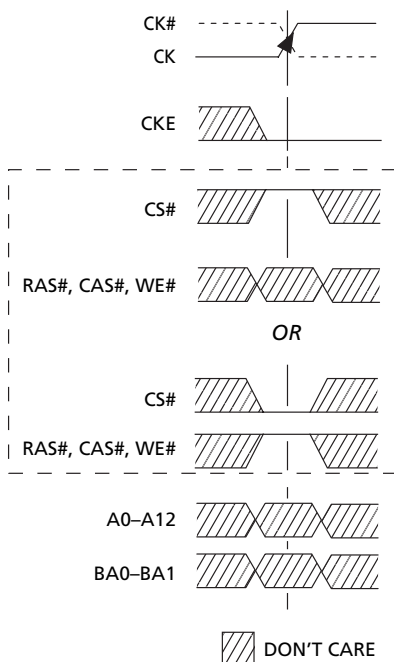 CK#
CK
CKE
CS#
RAS#, CAS#, WE#
OR
CS#
RAS#, CAS#, WE#
A0–A12
BA0–BA1
DON'T CARE